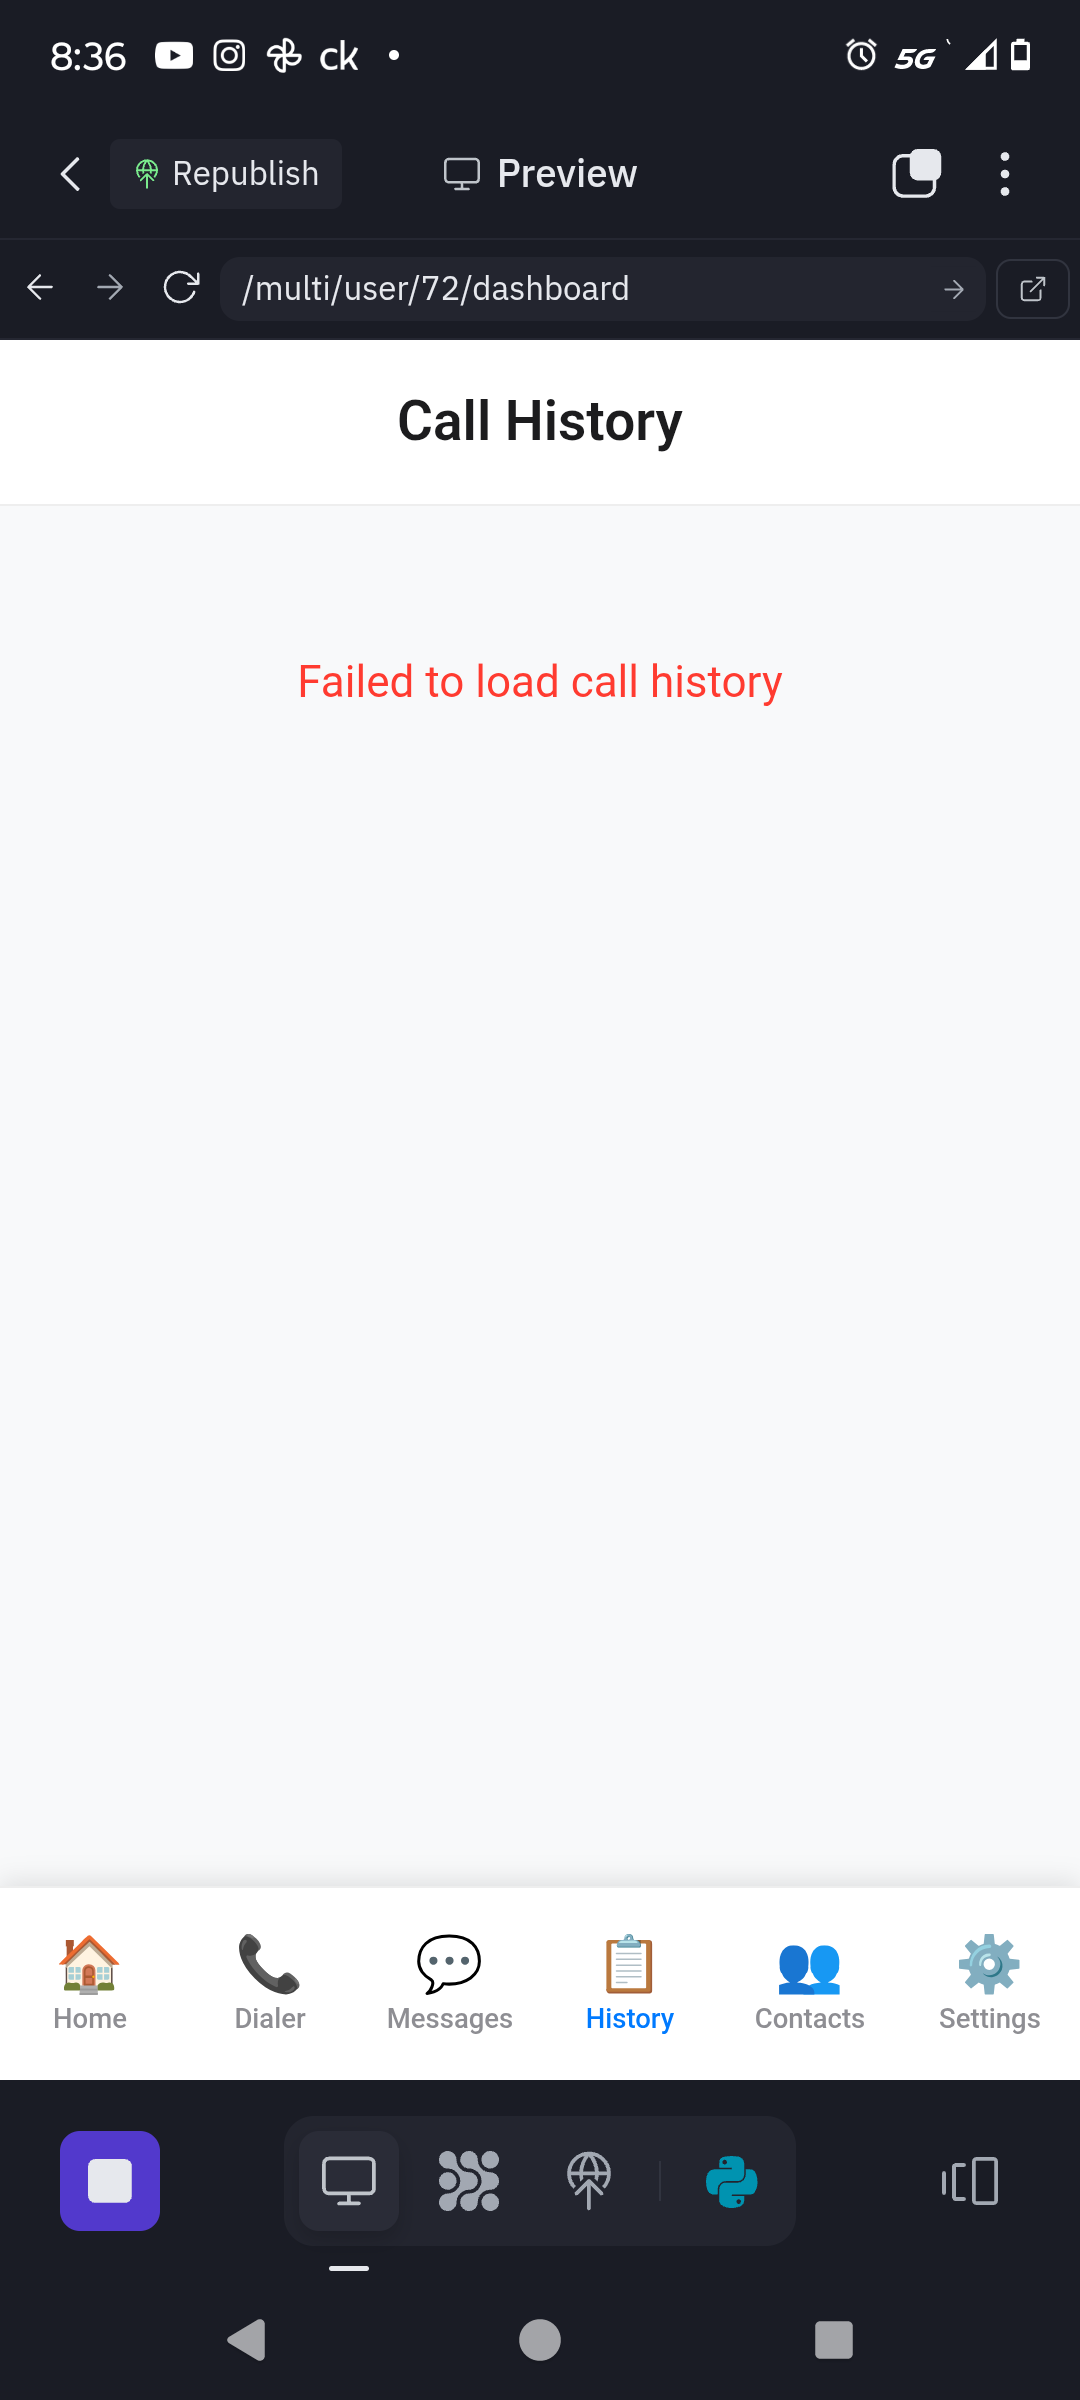 8:36 ck 5G
Republish Preview
/multi/user/72/dashboard
Call History
Failed to load call history
Home Dialer Messages History Contacts Settings